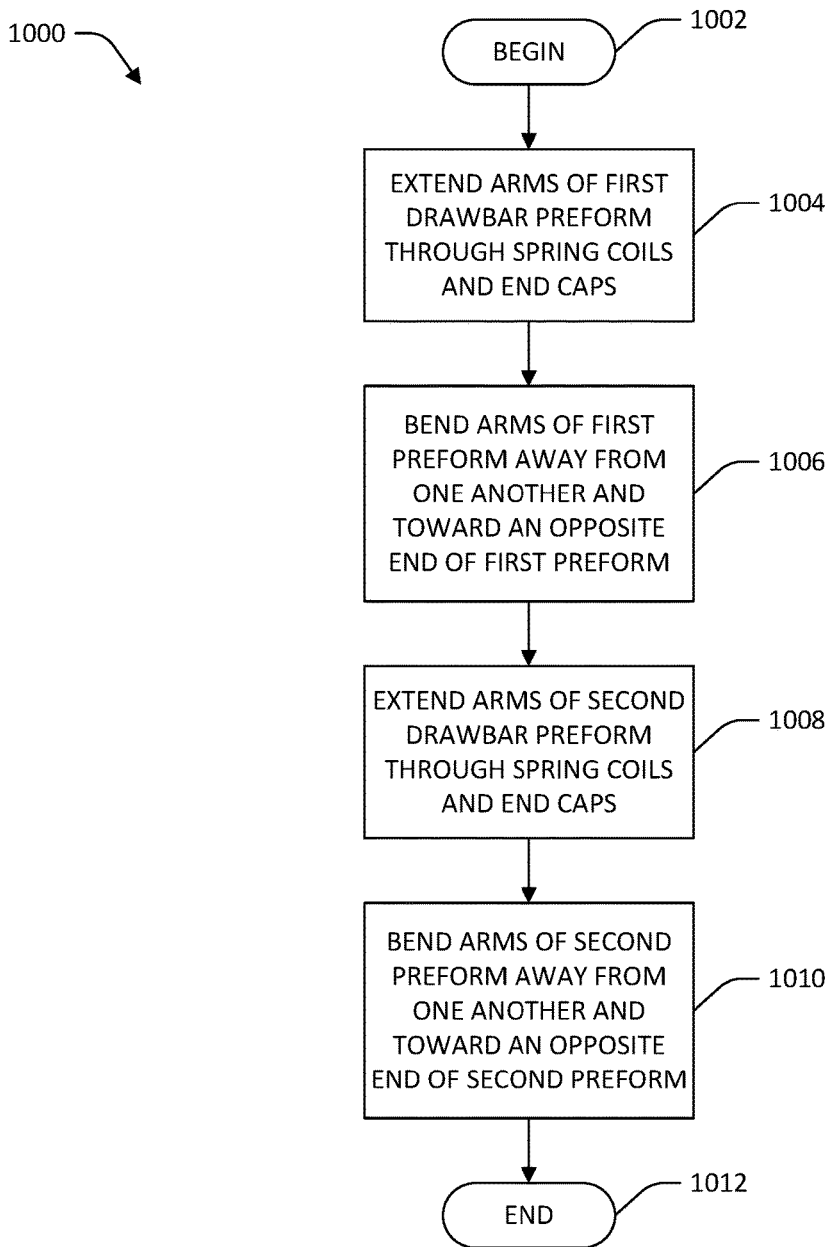 1000
BEGIN
1002
EXTEND ARMS OF FIRST
DRAWBAR PREFORM
THROUGH SPRING COILS
AND END CAPS
1004
BEND ARMS OF FIRST
PREFORM AWAY FROM
ONE ANOTHER AND
TOWARD AN OPPOSITE
END OF FIRST PREFORM
1006
EXTEND ARMS OF SECOND
DRAWBAR PREFORM
THROUGH SPRING COILS
AND END CAPS
1008
BEND ARMS OF SECOND
PREFORM AWAY FROM
ONE ANOTHER AND
TOWARD AN OPPOSITE
END OF SECOND PREFORM
1010
END
1012